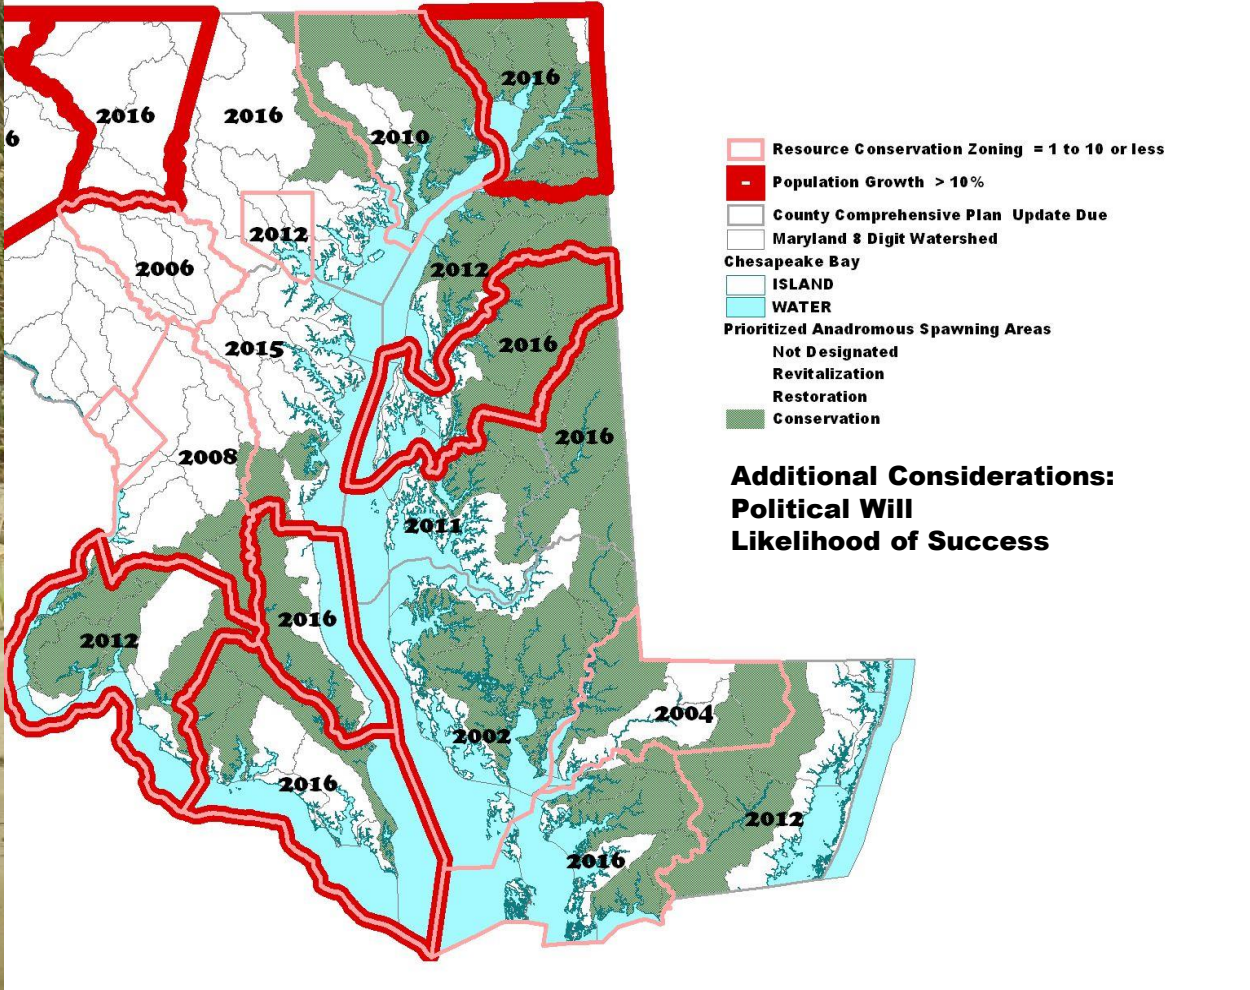 2016
2016
2016
6
2010
2012
2006
2012
2015
2016
2016
2008
2011
2016
2012
2004
2002
2016
2012
2016
Resource Conservation Zoning = 1 to 10 or less
Population Growth > 10%
County Comprehensive Plan Update Due
Maryland 8 Digit Watershed
Chesapeake Bay
ISLAND
WATER
Prioritized Anadromous Spawning Areas
Not Designated
Revitalization
Restoration
Conservation
Additional Considerations:
Political Will
Likelihood of Success